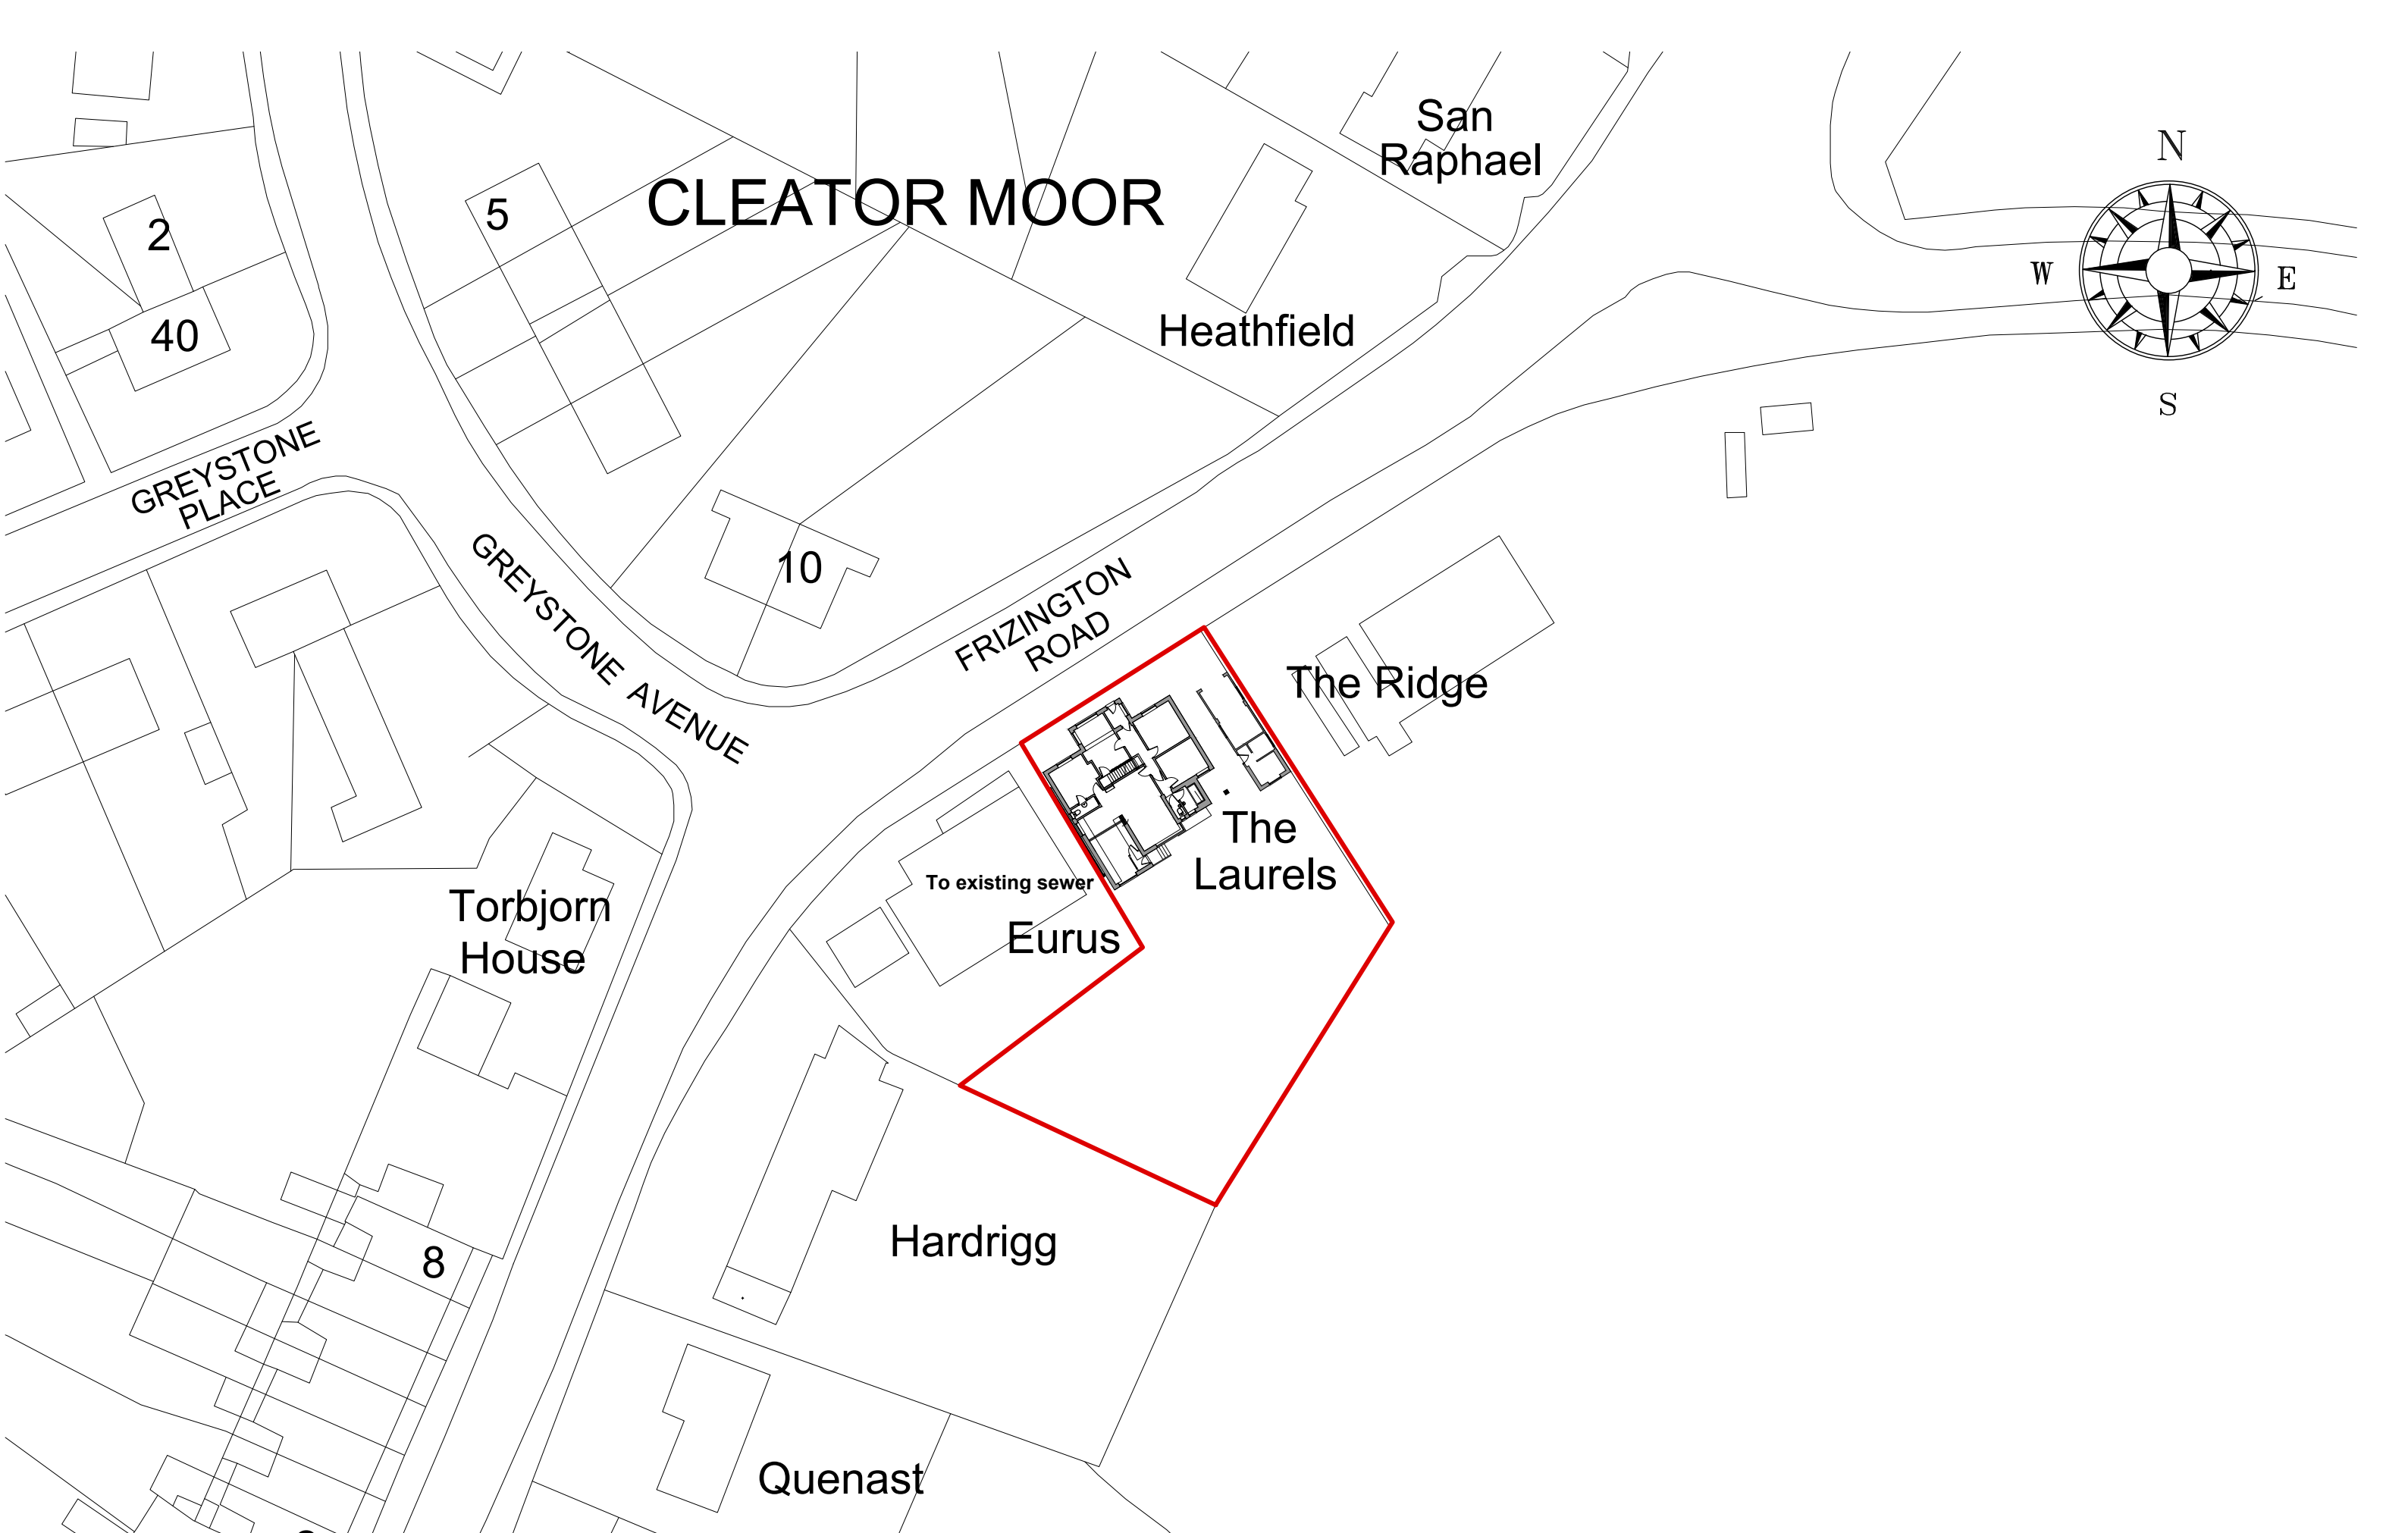 San
Raphael
N
CLEATOR MOOR
5
2
W
E
Heathfield
40
S
GREYSTONE
PLACE
10
GREYSTONE AVENUE
FRIZINGTON
ROAD
The Ridge
The
Laurels
To existing sewer
Eurus
Torbjorn
House
Hardrigg
8
Quenast